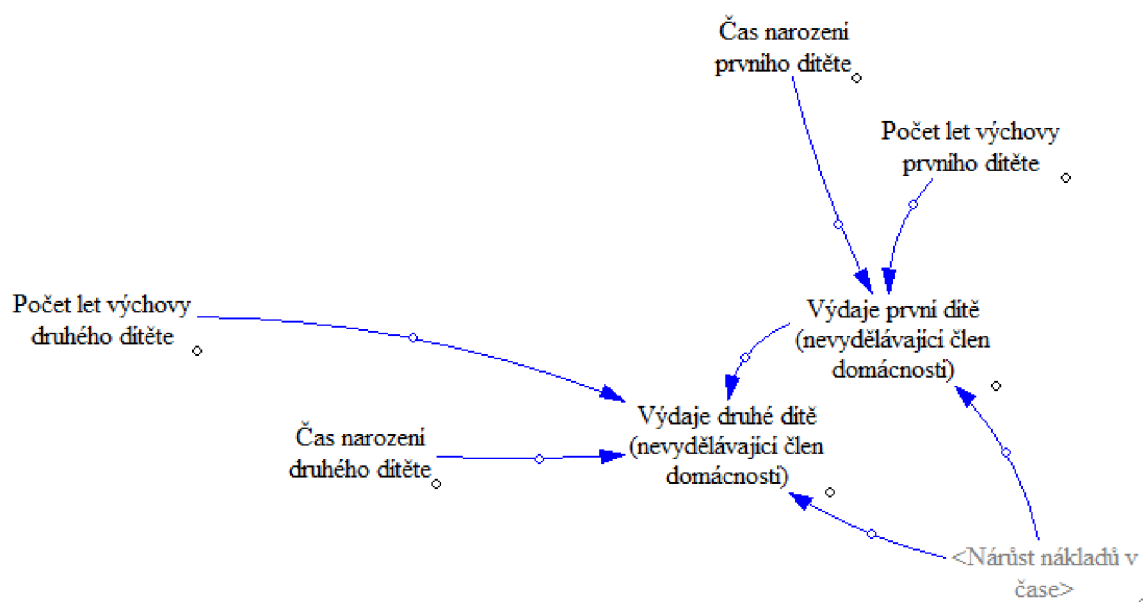 Čas narození
prvního dítěte
Počet let výchovy
prvního dítěte
Počet let výchovy
druhého dítěte
Výdaje první dítě
(nevydělávající člen
domácnosti)
Výdaje druhé dítě
(nevydělávající člen
domácnosti)
Čas narození
druhého dítěte
<Nárůst nákladů v
čase>